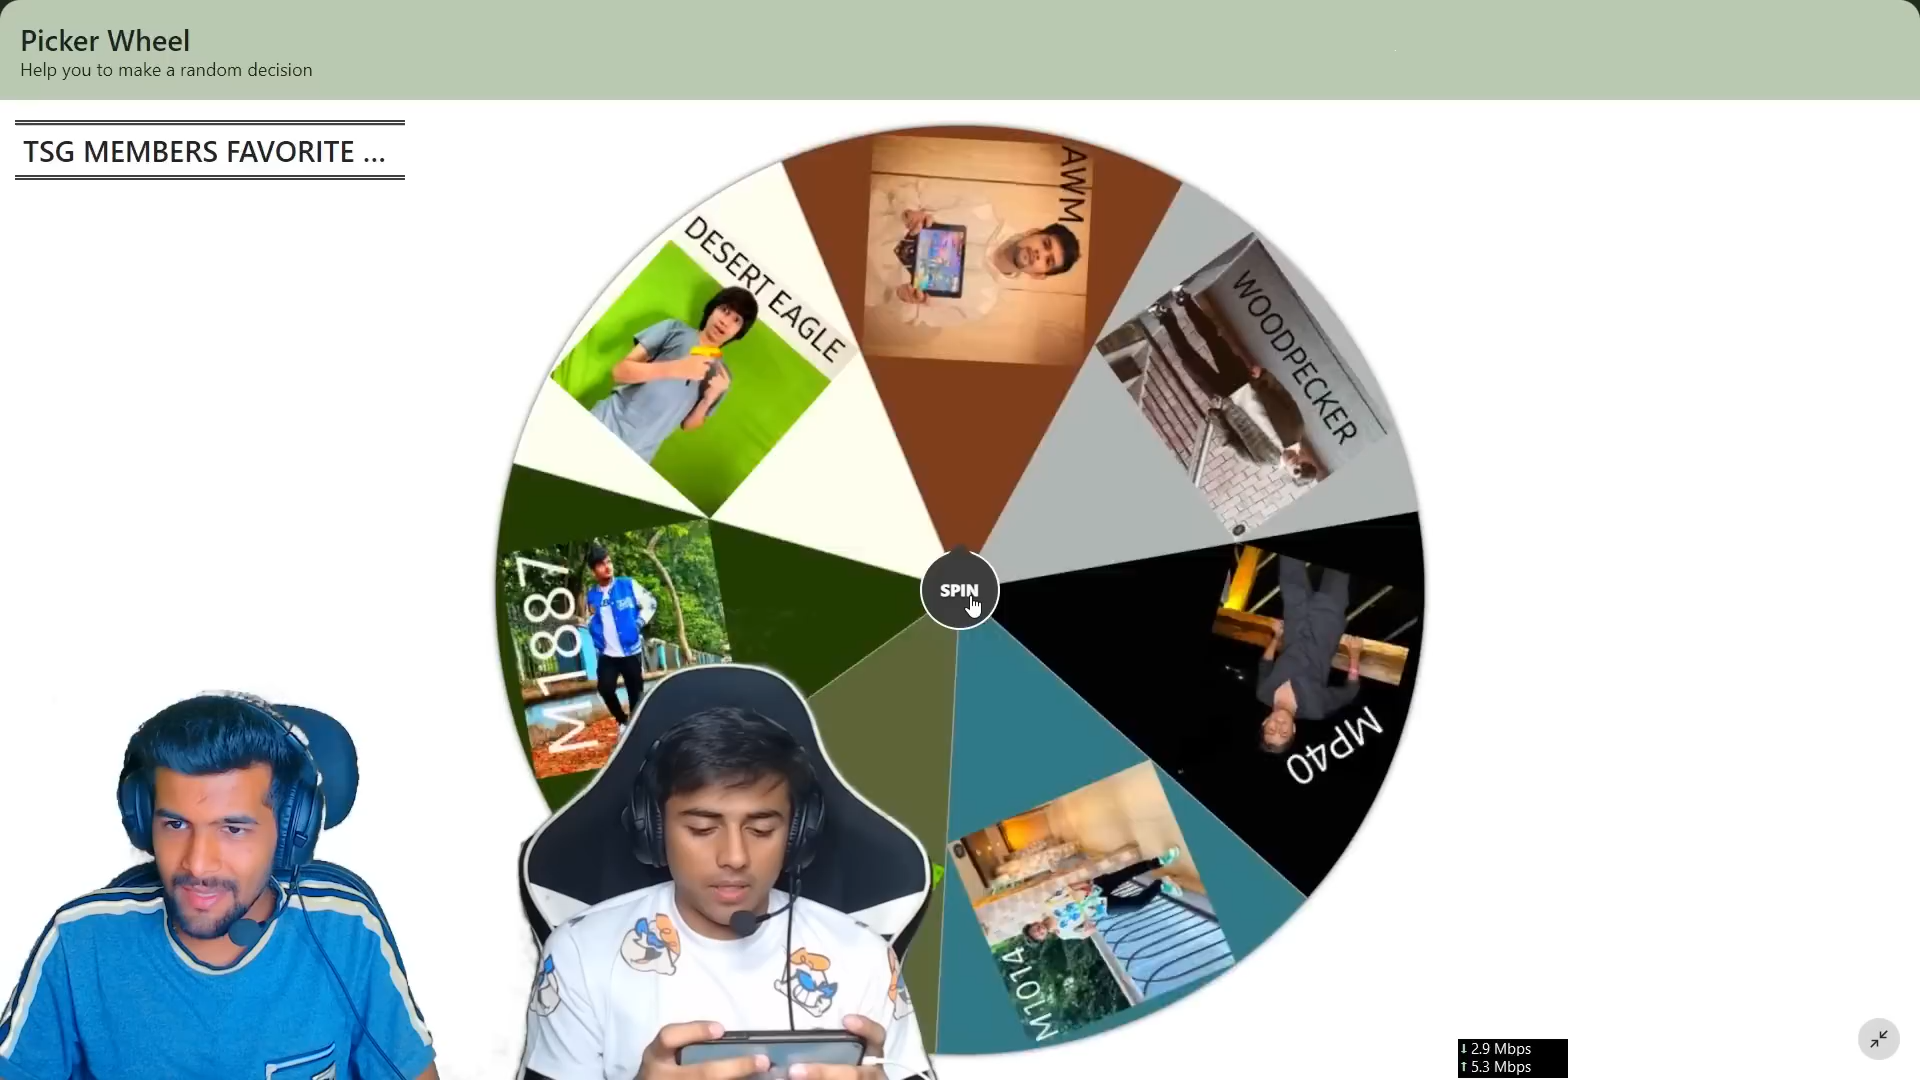 Picker Wheel
Help you to make a random decision
TSG MEMBERS FAVORITE ...
AWM
DESERT EAGLE
WOODPECKER
M1887
SPIN
MP40
M1014
↓ 2.9 Mbps
↑ 5.3 Mbps